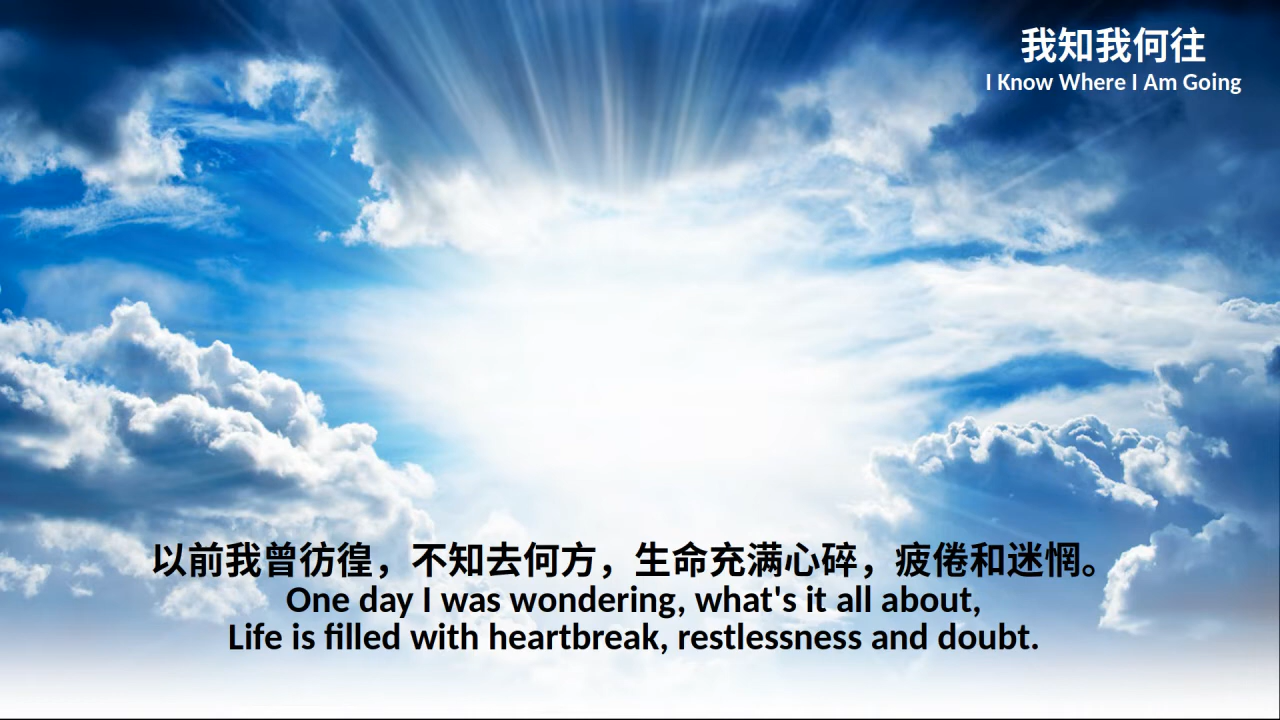 我知我何往
I Know Where I Am Going
以前我曾彷徨，不知去何方，生命充满心碎，疲倦和迷惘。
One day I was wondering, what's it all about,
Life is filled with heartbreak, restlessness and doubt.